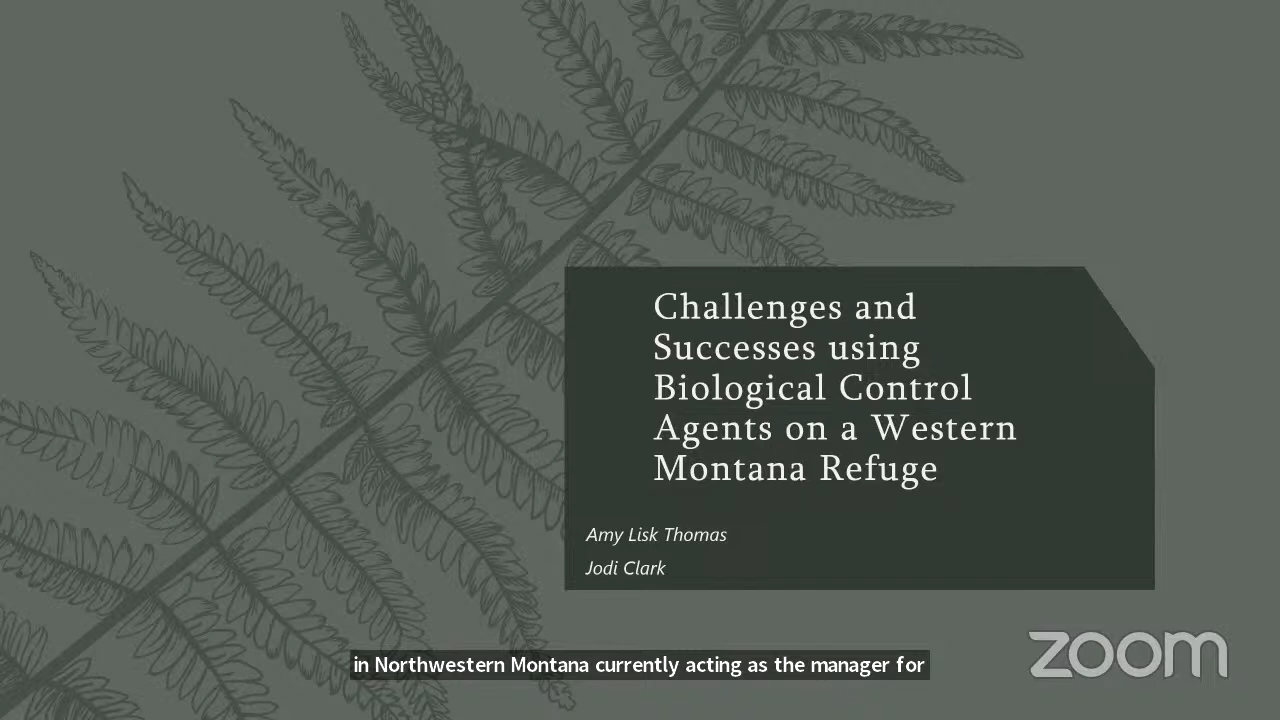 Challenges and
Successes using
Biological Control
Agents on a Western
Montana Refuge
Amy Lisk Thomas
Jodi Clark
in Northwestern Montana currently acting as the manager for
zoom